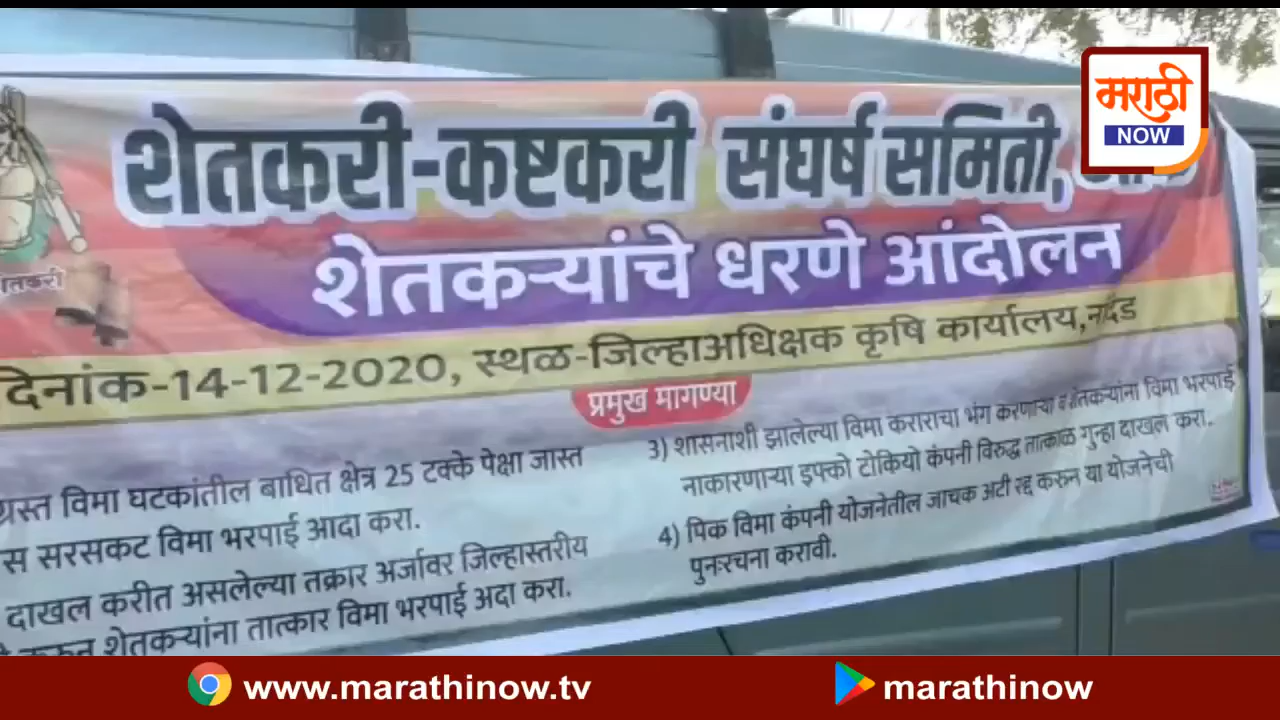 मराठी
NOW
शेतकरी-कष्टकरी संघर्ष समिती,
शेतकऱ्यांचे धरणे आंदोलन
दिनांक-14-12-2020, स्थळ-जिल्हाअधिक्षक कृषि कार्यालय,नांदेड
प्रमुख मागण्या
ग्रस्त विमा घटकांतील बाधित क्षेत्र 25 टक्के पेक्षा जास्त
स सरसकट विमा भरपाई आदा करा.
दाखल करीत असलेल्या तक्रार अर्जावर जिल्हास्तरीय
करुन शेतकऱ्यांना तात्कार विमा भरपाई अदा करा.
3) शासनाशी झालेल्या विमा कराराचा भंग करणाऱ्या व शेतकऱ्यांना विमा भरपाई
नाकारणाऱ्या इफ्को टोकियो कंपनी विरुद्ध तात्काळ गुन्हा दाखल करा.
4) पिक विमा कंपनी योजनेतील जाचक अटी रद्द करुन या योजनेची
पुनःरचना करावी.
www.marathinow.tv
marathinow